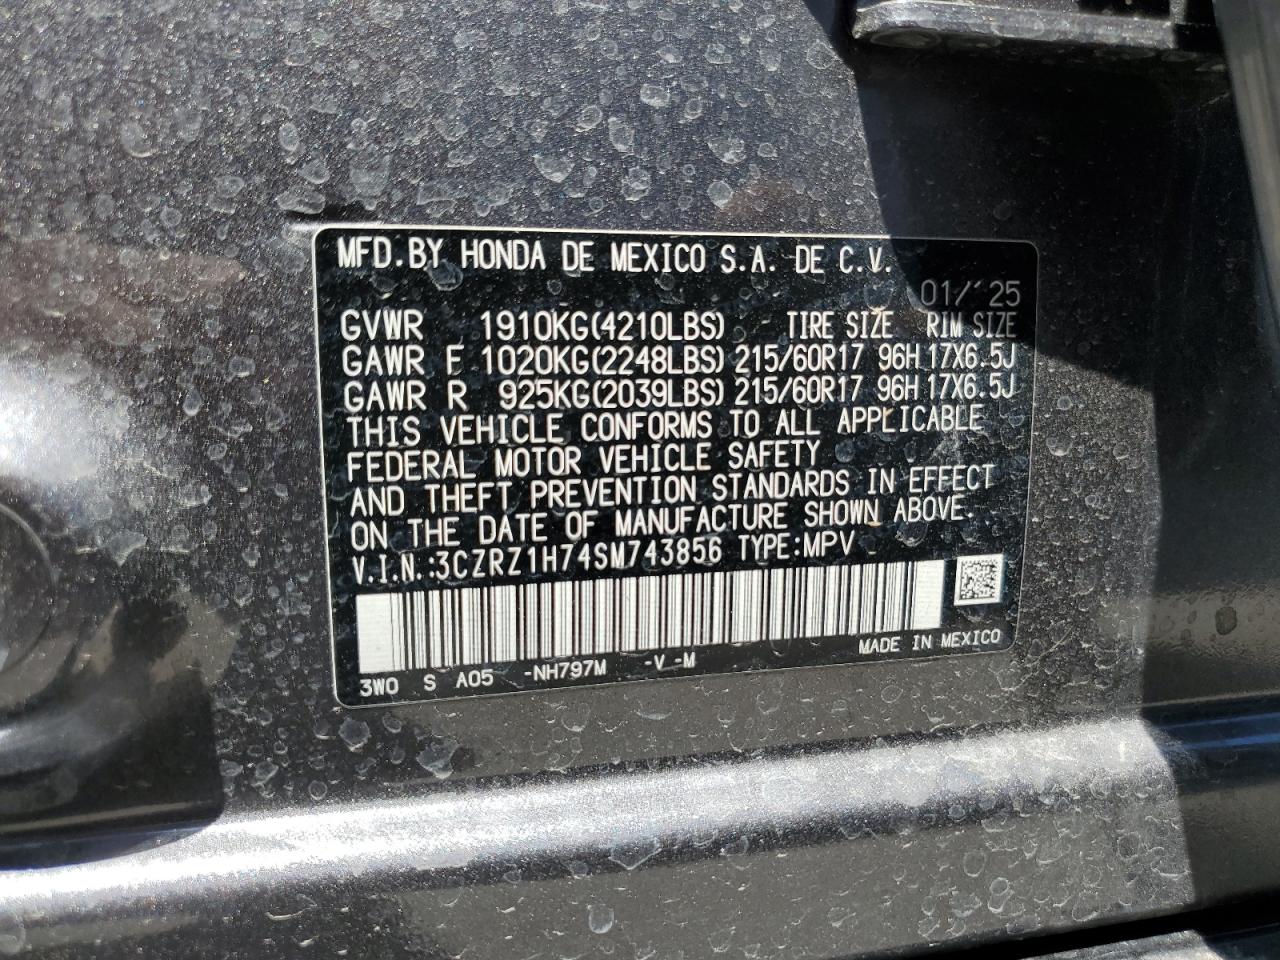 MFD. BY HONDA DE MEXICO S.A. DE C.V.
01/'25
GVWR 1910KG(4210LBS) TIRE SIZE RIM SIZE
GAWR F 1020KG(2248LBS) 215/60R17 96H 17X6.5J
GAWR R 925KG(2039LBS) 215/60R17 96H 17X6.5J
THIS VEHICLE CONFORMS TO ALL APPLICABLE
FEDERAL MOTOR VEHICLE SAFETY
AND THEFT PREVENTION STANDARDS IN EFFECT
ON THE DATE OF MANUFACTURE SHOWN ABOVE.
V.I.N.:3CZRZ1H74SM743856 TYPE:MPV
MADE IN MEXICO
3W0 S A05 -NH797M -V -M